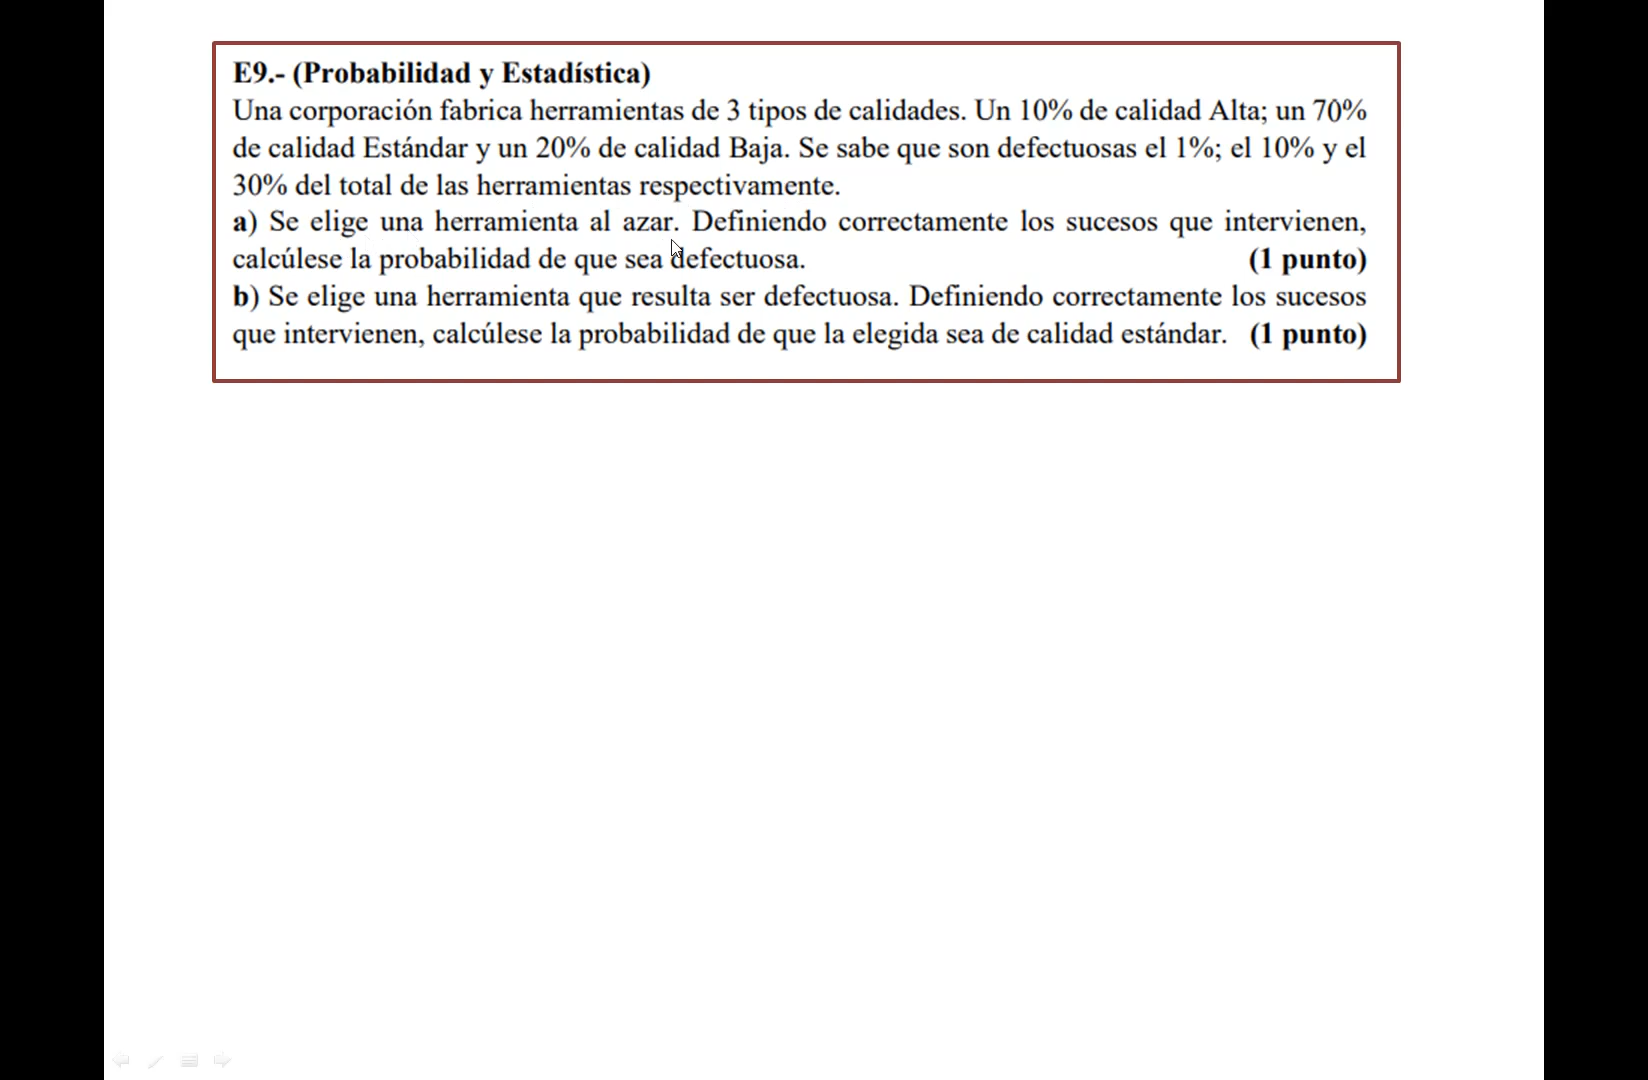 E9.- (Probabilidad y Estadística)
Una corporación fabrica herramientas de 3 tipos de calidades. Un 10% de calidad Alta; un 70%
de calidad Estándar y un 20% de calidad Baja. Se sabe que son defectuosas el 1%; el 10% y el
30% del total de las herramientas respectivamente.
a) Se elige una herramienta al azar. Definiendo correctamente los sucesos que intervienen,
calcúlese la probabilidad de que sea defectuosa. (1 punto)
b) Se elige una herramienta que resulta ser defectuosa. Definiendo correctamente los sucesos
que intervienen, calcúlese la probabilidad de que la elegida sea de calidad estándar. (1 punto)